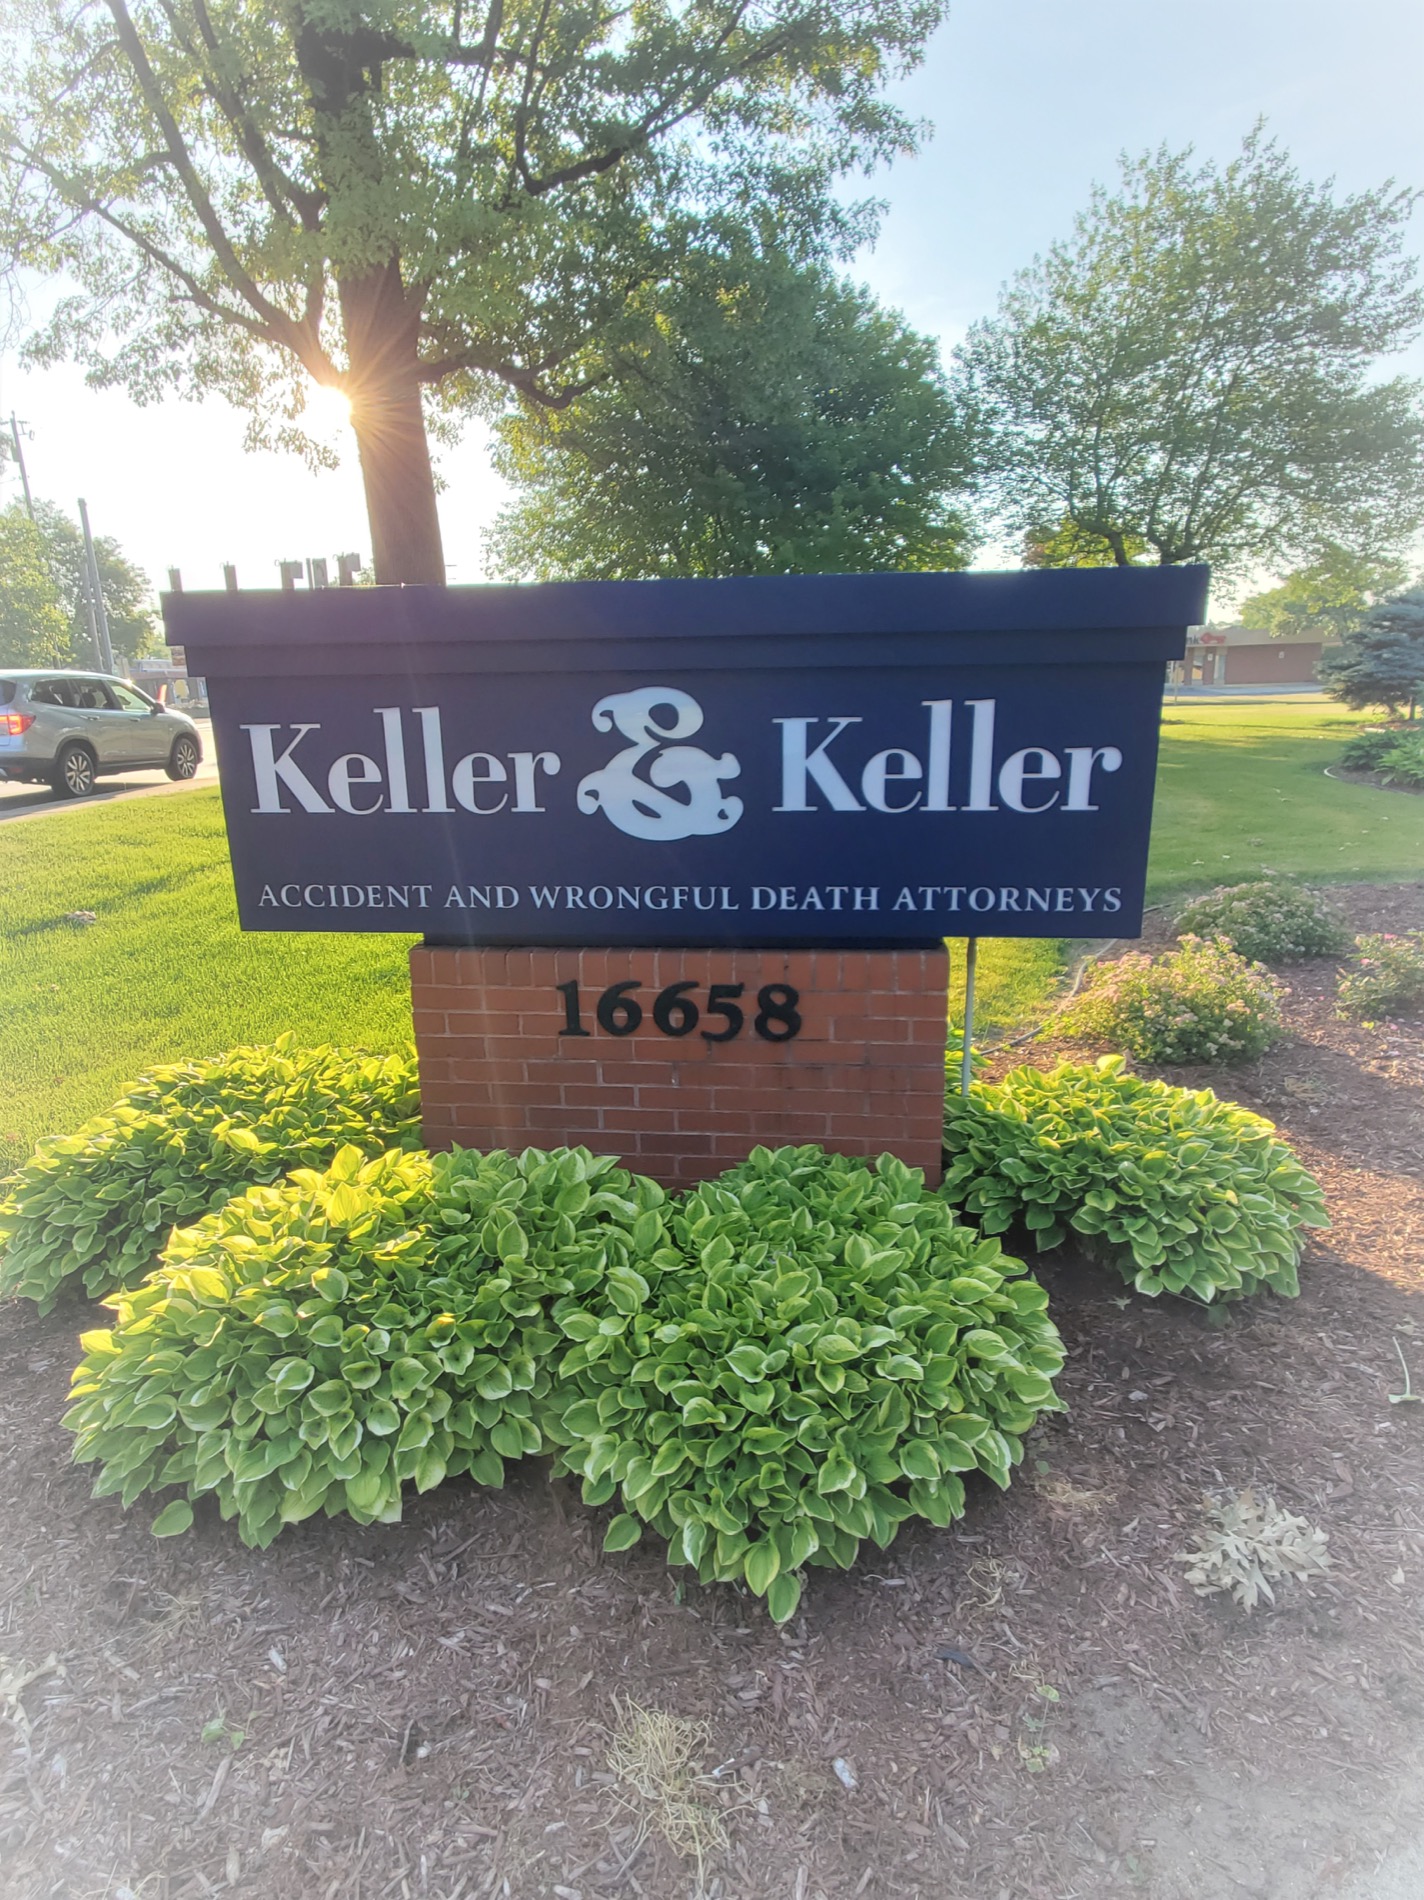 Keller & Keller
ACCIDENT AND WRONGFUL DEATH ATTORNEYS
16658